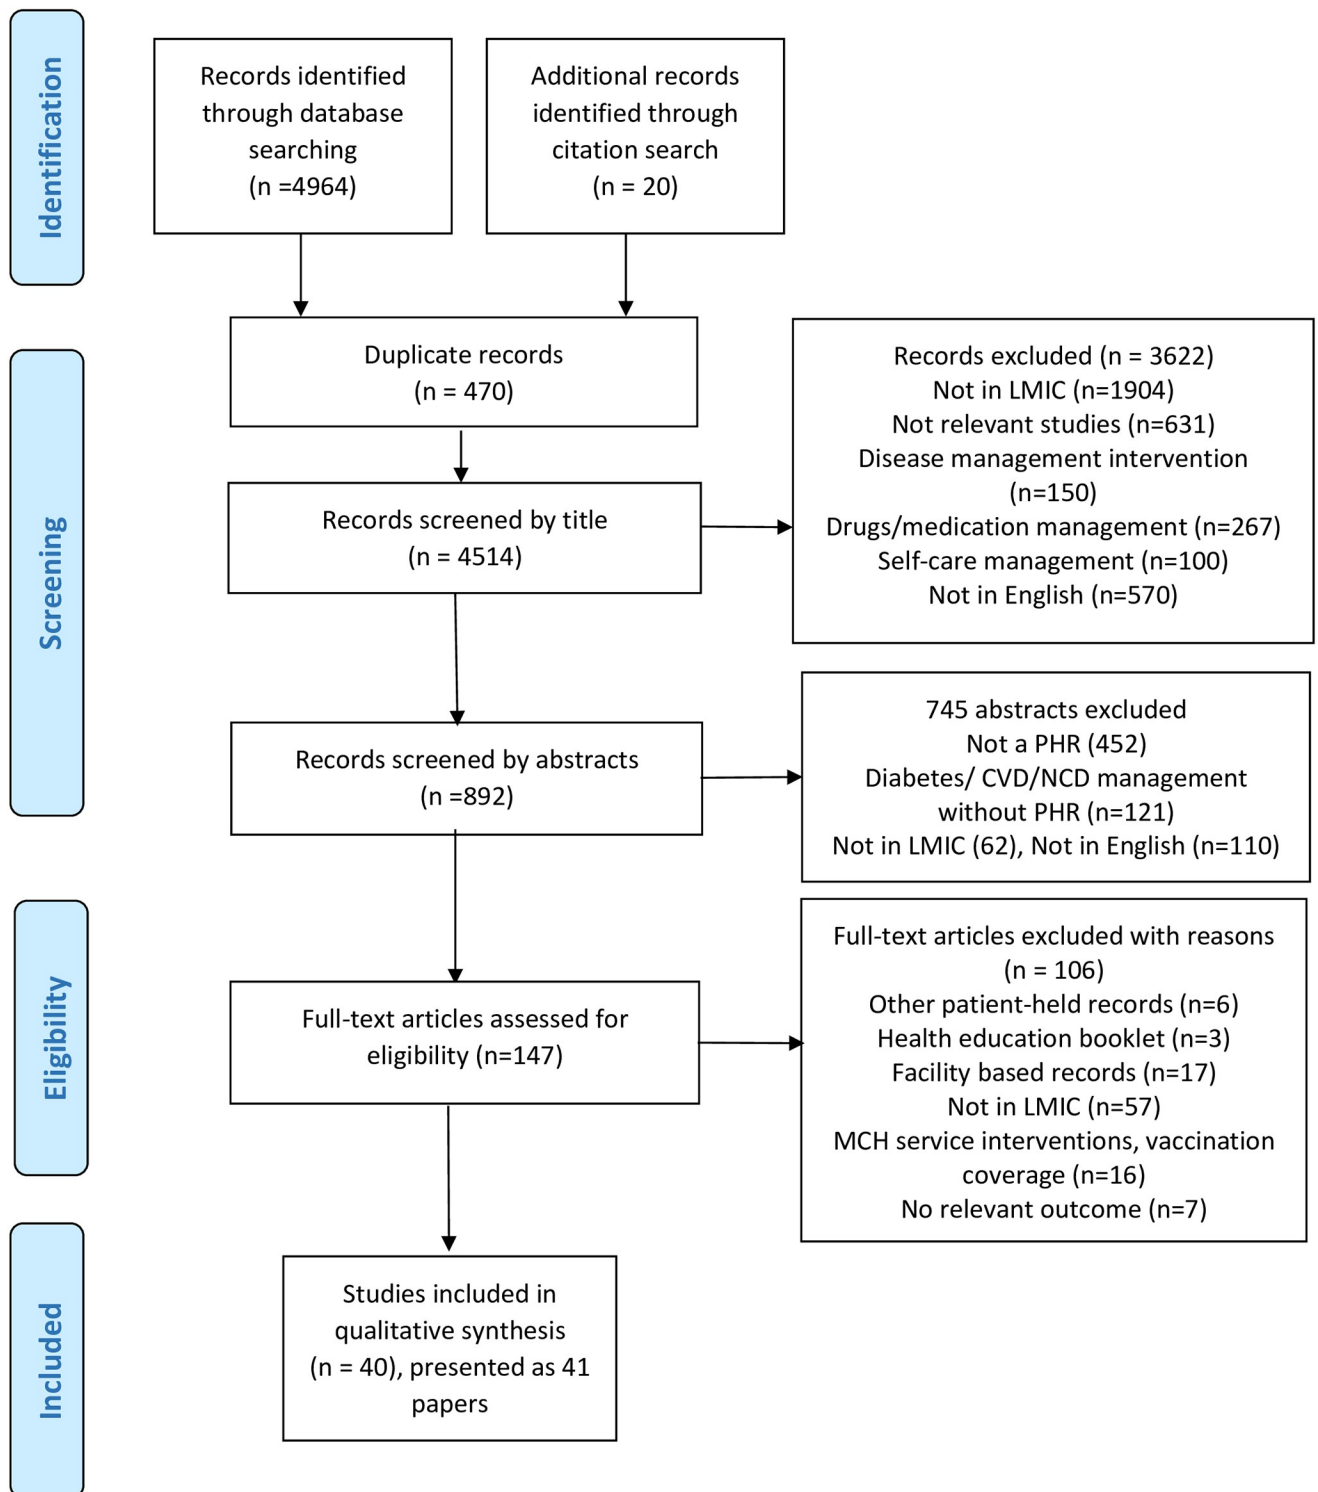 Identification
Records identified
through database
searching
(n =4964)
Additional records
identified through
citation search
(n = 20)
Duplicate records
(n = 470)
Screening
Records screened by title
(n = 4514)
Records excluded (n = 3622)
Not in LMIC (n=1904)
Not relevant studies (n=631)
Disease management intervention
(n=150)
Drugs/medication management (n=267)
Self-care management (n=100)
Not in English (n=570)
Records screened by abstracts
(n =892)
745 abstracts excluded
Not a PHR (452)
Diabetes/ CVD/NCD management
without PHR (n=121)
Not in LMIC (62), Not in English (n=110)
Eligibility
Full-text articles assessed for
eligibility (n=147)
Full-text articles excluded with reasons
(n = 106)
Other patient-held records (n=6)
Health education booklet (n=3)
Facility based records (n=17)
Not in LMIC (n=57)
MCH service interventions, vaccination
coverage (n=16)
No relevant outcome (n=7)
Included
Studies included in
qualitative synthesis
(n = 40), presented as 41
papers